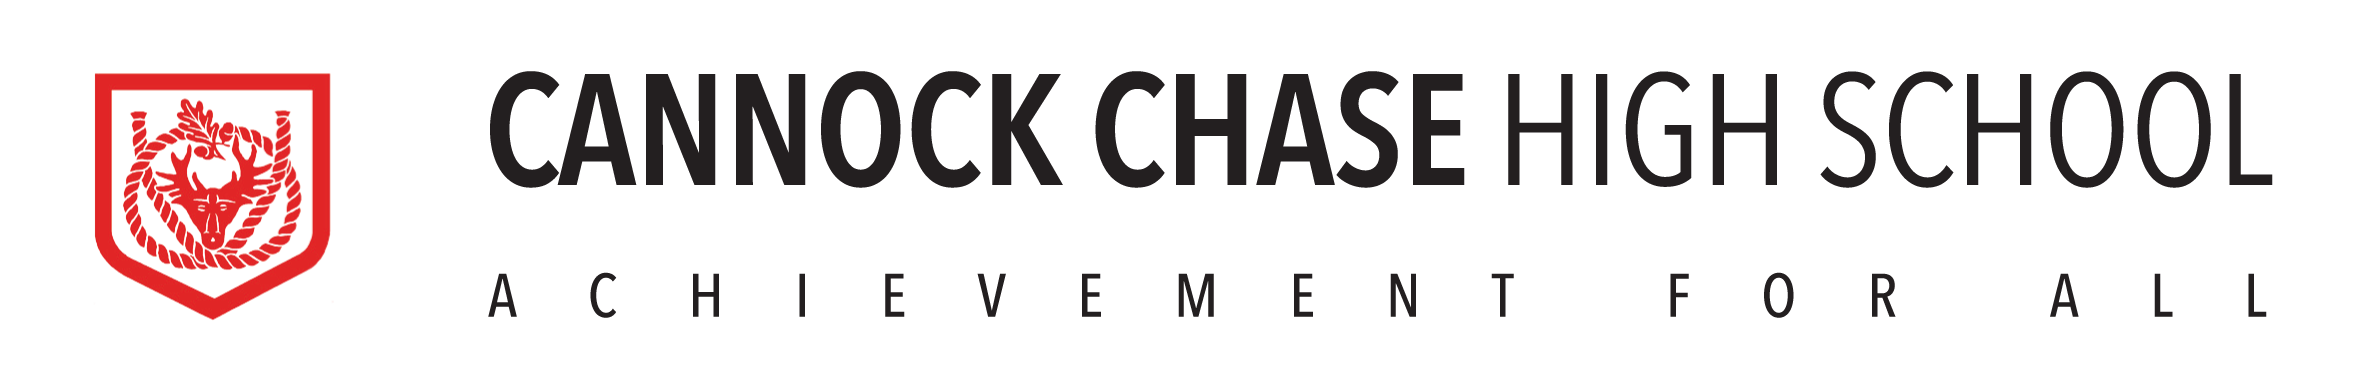 CANNOCK CHASE HIGH SCHOOL
ACHIEVEMENT FOR ALL